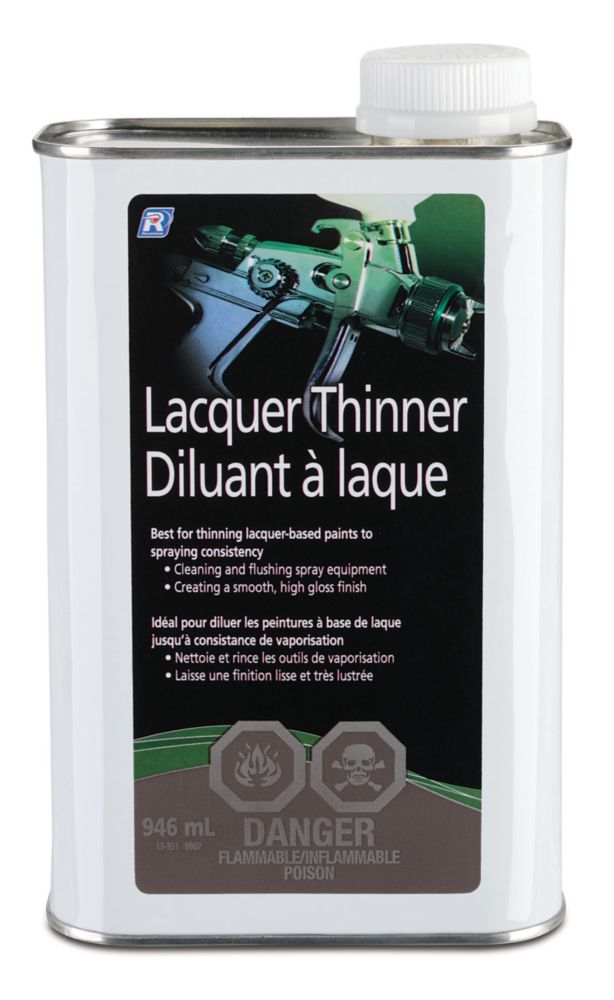 R
Lacquer Thinner
Diluant à laque
Best for thinning lacquer-based paints to
spraying consistency
• Cleaning and flushing spray equipment
• Creating a smooth, high gloss finish
Idéal pour diluer les peintures à base de laque
jusqu'à consistance de vaporisation
• Nettoie et rince les outils de vaporisation
• Laisse une finition lisse et très lustrée
946 mL
13-351 0907
DANGER
FLAMMABLE/INFLAMMABLE
POISON